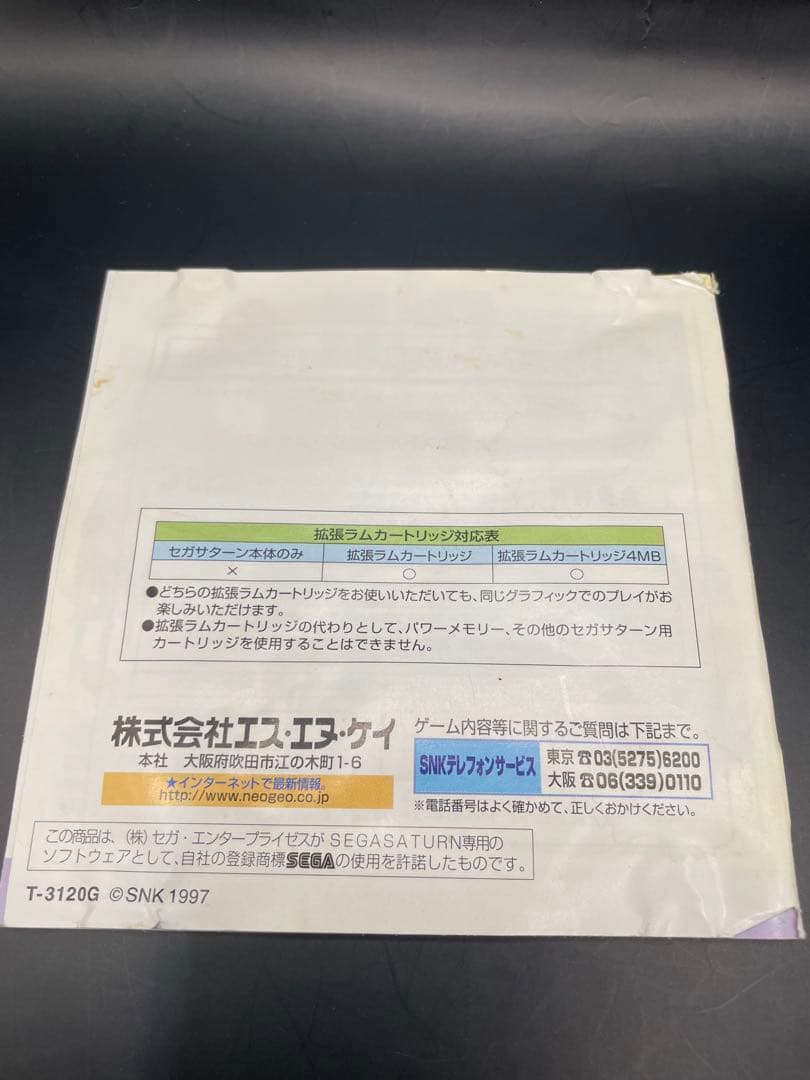 拡張ラムカートリッジ対応表
セガサターン本体のみ 拡張ラムカートリッジ 拡張ラムカートリッジ4MB
× ○ ○
●どちらの拡張ラムカートリッジをお使いいただいても、同じグラフィックでのプレイがお
楽しみいただけます。
●拡張ラムカートリッジの代わりとして、パワーメモリー、その他のセガサターン用
カートリッジを使用することはできません。
株式会社エス・エヌ・ケイ
本社 大阪府吹田市江の木町1-6
★インターネットで最新情報。
http://www.neogeo.co.jp
ゲーム内容等に関するご質問は下記まで。
SNKテレフォンサービス
東京☎03(5275)6200
大阪☎06(339)0110
※電話番号はよく確かめて、正しくおかけください。
この商品は、(株)セガ・エンタープライゼスがSEGASATURN専用の
ソフトウェアとして、自社の登録商標SEGAの使用を許諾したものです。
T-3120G ©SNK 1997